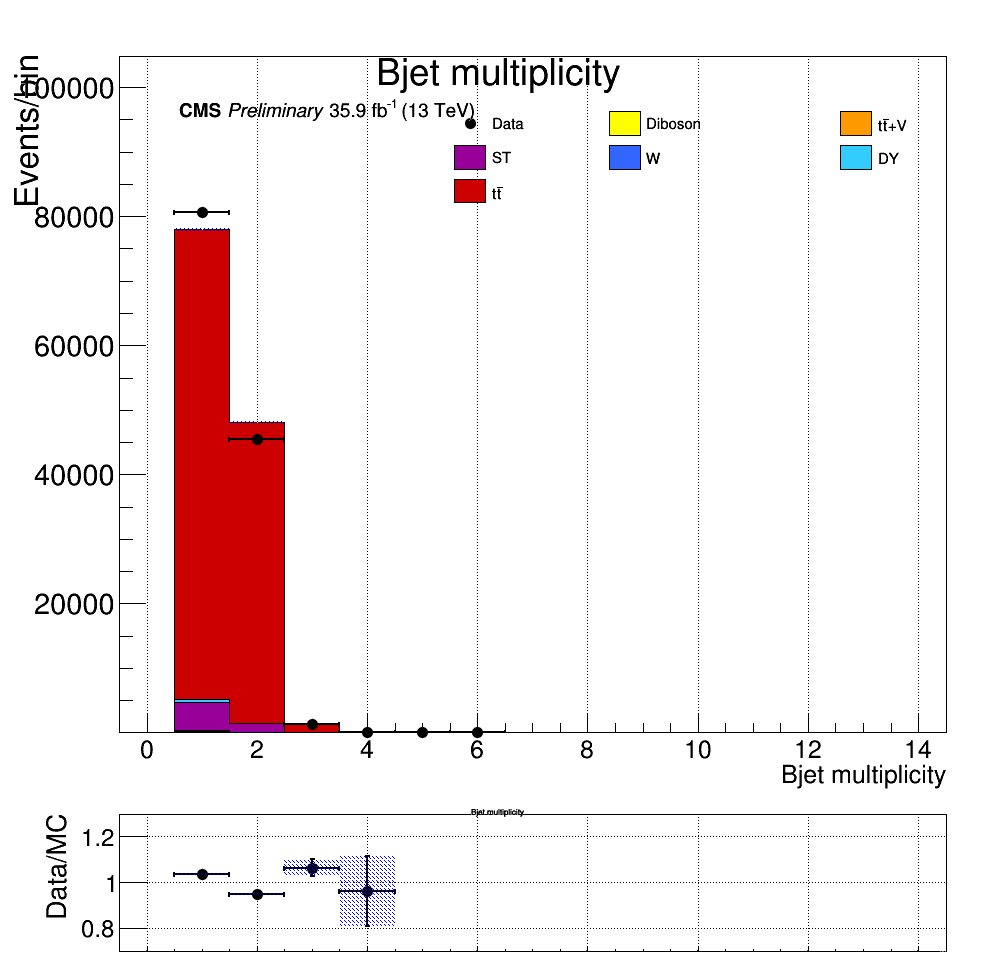 Bjet multiplicity
Events/bin
CMS Preliminary 35.9 fb⁻¹ (13 TeV)
Data
Diboson
tt̄+V
ST
W
DY
tt̄
100000
80000
60000
40000
20000
0 2 4 6 8 10 12 14
Bjet multiplicity
Bjet multiplicity
Data/MC
1.2
1
0.8